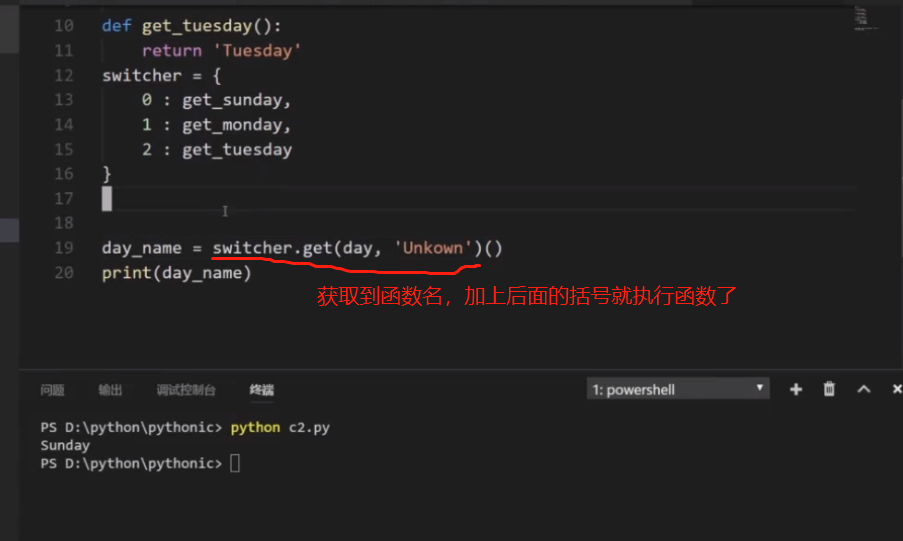 10 def get_tuesday():
11 return 'Tuesday'
12 switcher = {
13 0 : get_sunday,
14 1 : get_monday,
15 2 : get_tuesday
16 }
17
18
19 day_name = switcher.get(day, 'Unkown')()
20 print(day_name)
获取到函数名，加上后面的括号就执行函数了
问题 输出 调试控制台 终端 1: powershell
PS D:\python\pythonic> python c2.py
Sunday
PS D:\python\pythonic>